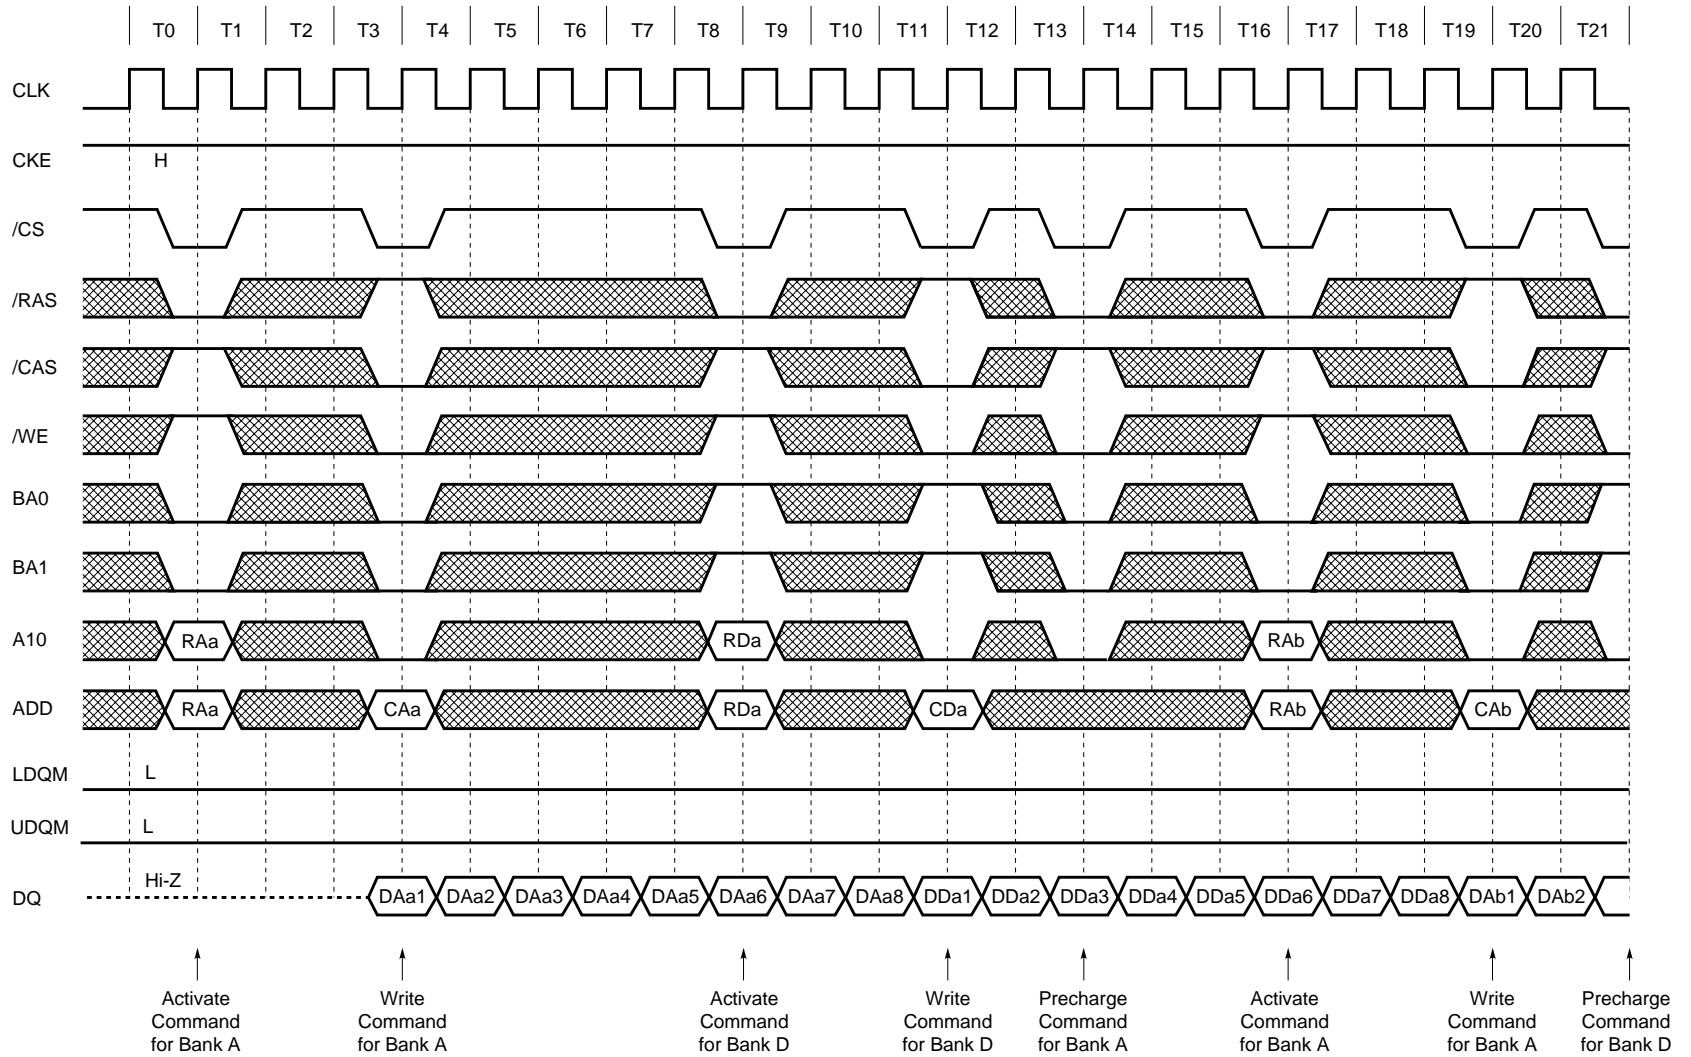 T0 T1 T2 T3 T4 T5 T6 T7 T8 T9 T10 T11 T12 T13 T14 T15 T16 T17 T18 T19 T20 T21
CLK
CKE H
/CS
/RAS
/CAS
/WE
BA0
BA1
A10 RAa RDa RAb
ADD RAa CAa RDa CDa RAb CAb
LDQM L
UDQM L
DQ Hi-Z DAa1 DAa2 DAa3 DAa4 DAa5 DAa6 DAa7 DAa8 DDa1 DDa2 DDa3 DDa4 DDa5 DDa6 DDa7 DDa8 DAb1 DAb2
Activate
Command
for Bank A
Write
Command
for Bank A
Activate
Command
for Bank D
Write
Command
for Bank D
Precharge
Command
for Bank A
Activate
Command
for Bank A
Write
Command
for Bank A
Precharge
Command
for Bank D